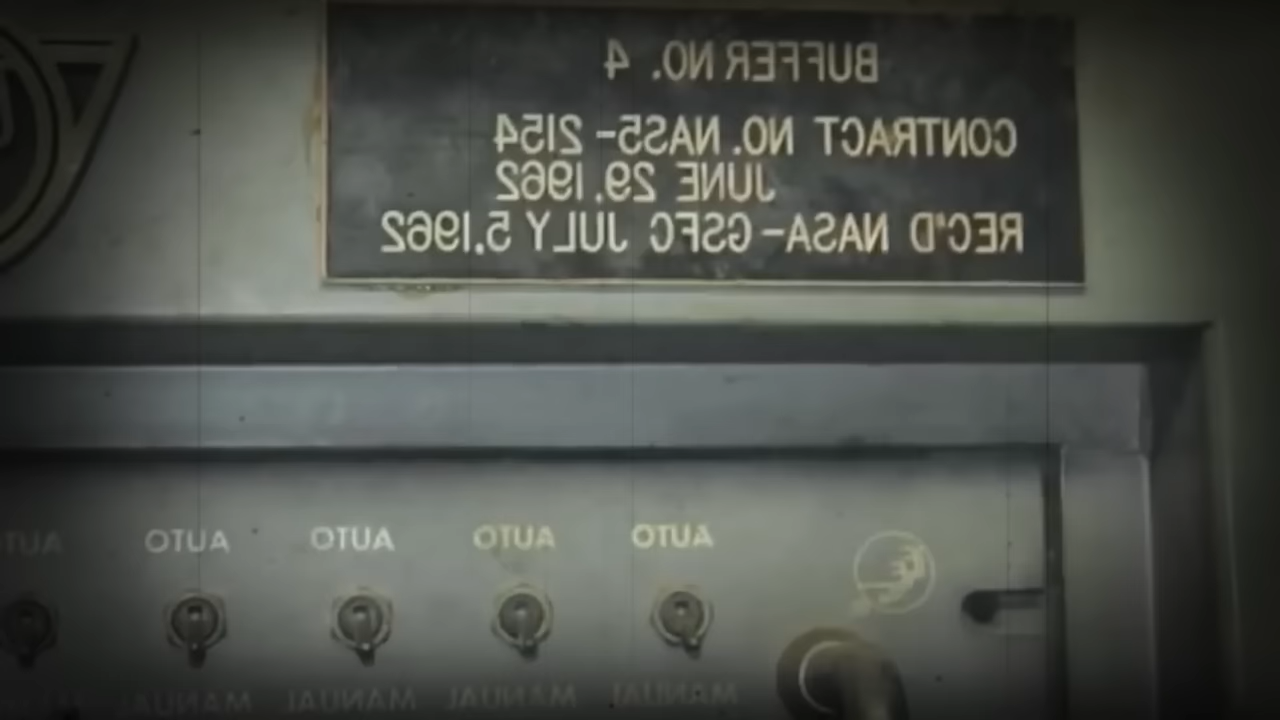 BUFFER NO. 4
CONTRACT NO. NAS5-2154
JUNE 29,1962
REC'D NASA-GSFC JULY 5,1962
AUTO AUTO AUTO AUTO AUTO
MANUAL MANUAL MANUAL MANUAL